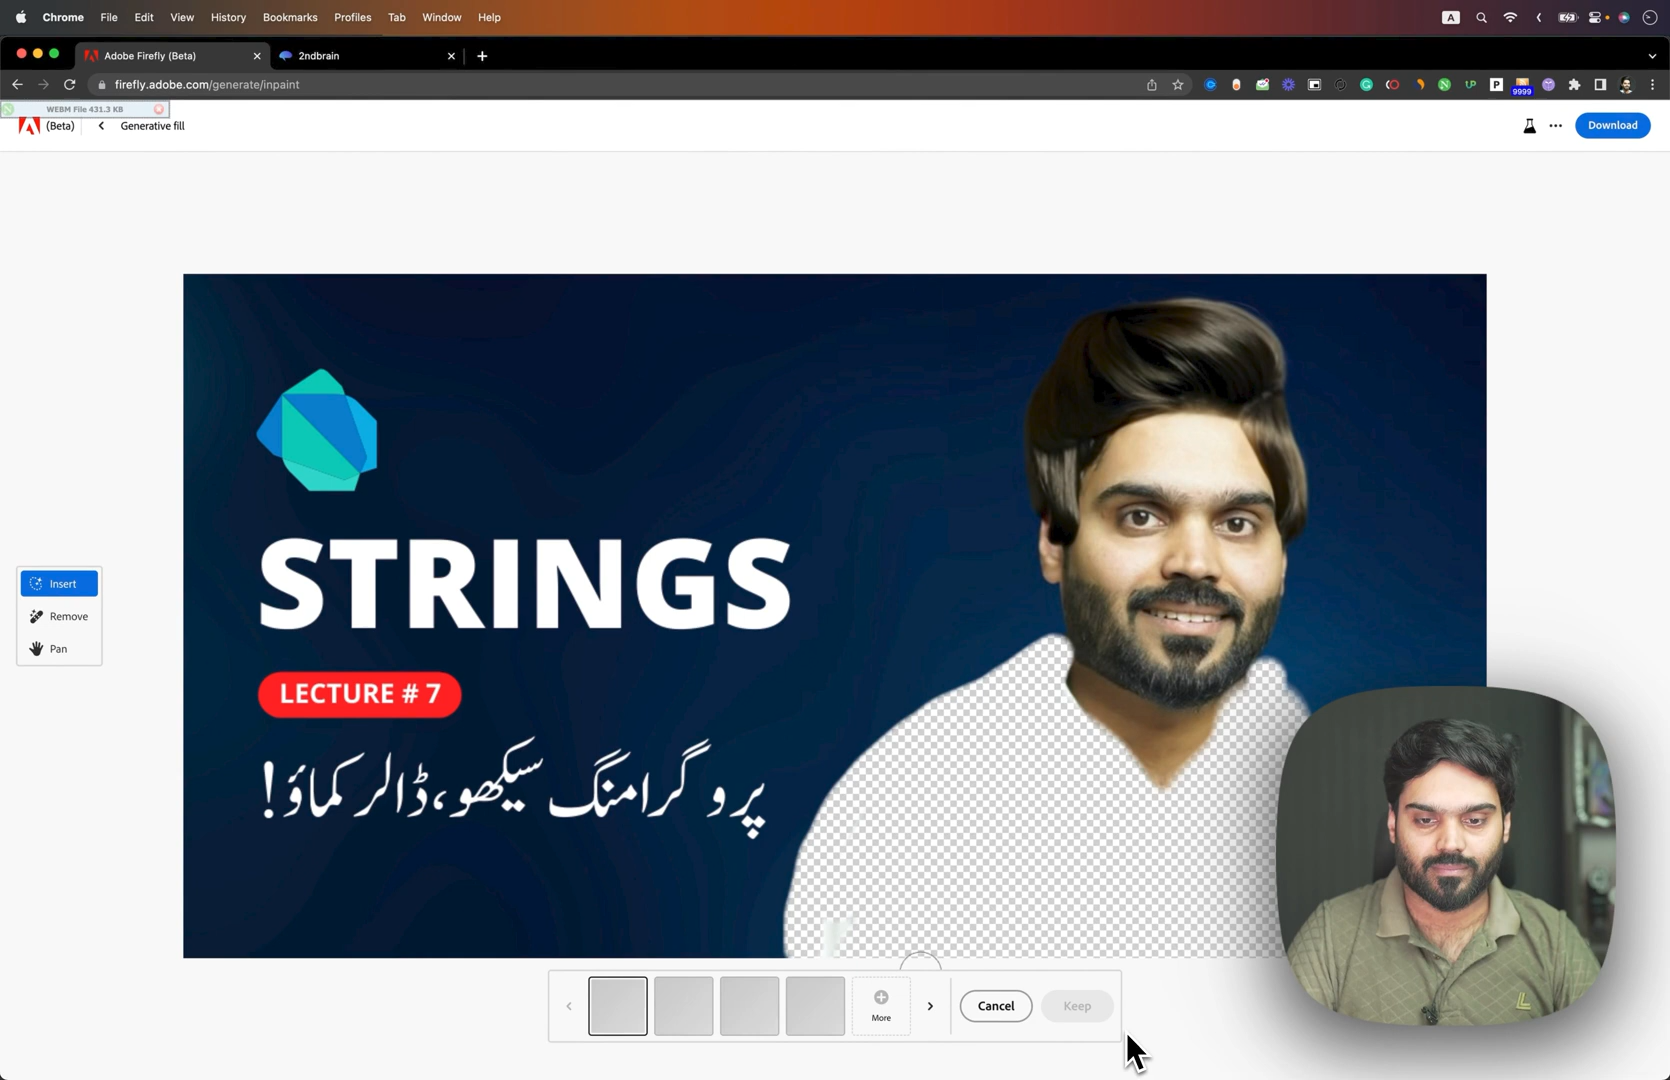 Chrome File Edit View History Bookmarks Profiles Tab Window Help
A
Adobe Firefly (Beta)
2ndbrain
firefly.adobe.com/generate/inpaint
9999
WEBM File 431.3 KB
(Beta)
Generative fill
Download
Insert
Remove
Pan
STRINGS
LECTURE # 7
پروگرامنگ سیکھو، ڈالر کماؤ!
More
Cancel
Keep